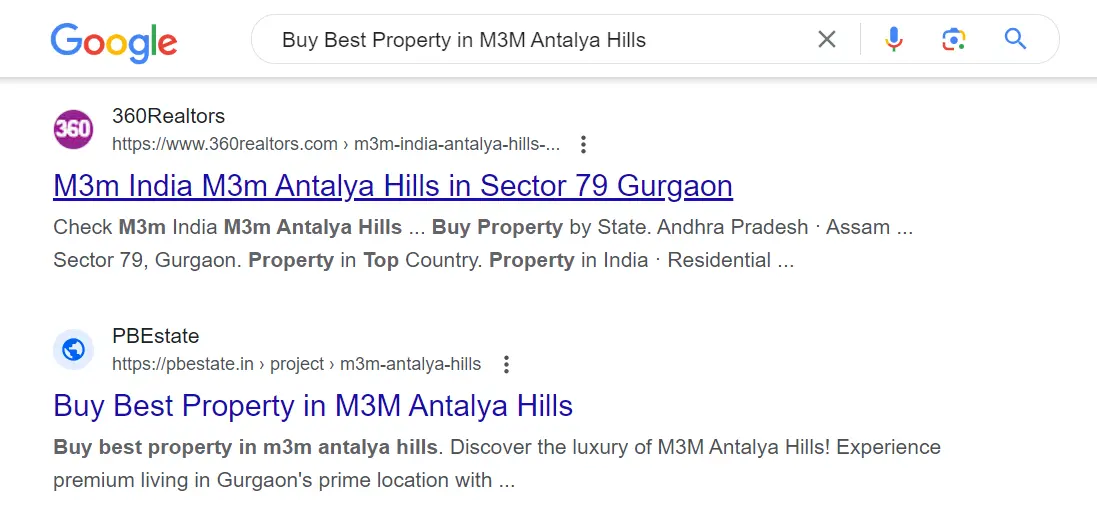 Google
Buy Best Property in M3M Antalya Hills
360
360Realtors
https://www.360realtors.com › m3m-india-antalya-hills-...
M3m India M3m Antalya Hills in Sector 79 Gurgaon
Check M3m India M3m Antalya Hills ... Buy Property by State. Andhra Pradesh · Assam ...
Sector 79, Gurgaon. Property in Top Country. Property in India · Residential ...
PBEstate
https://pbestate.in › project › m3m-antalya-hills
Buy Best Property in M3M Antalya Hills
Buy best property in m3m antalya hills. Discover the luxury of M3M Antalya Hills! Experience
premium living in Gurgaon's prime location with ...